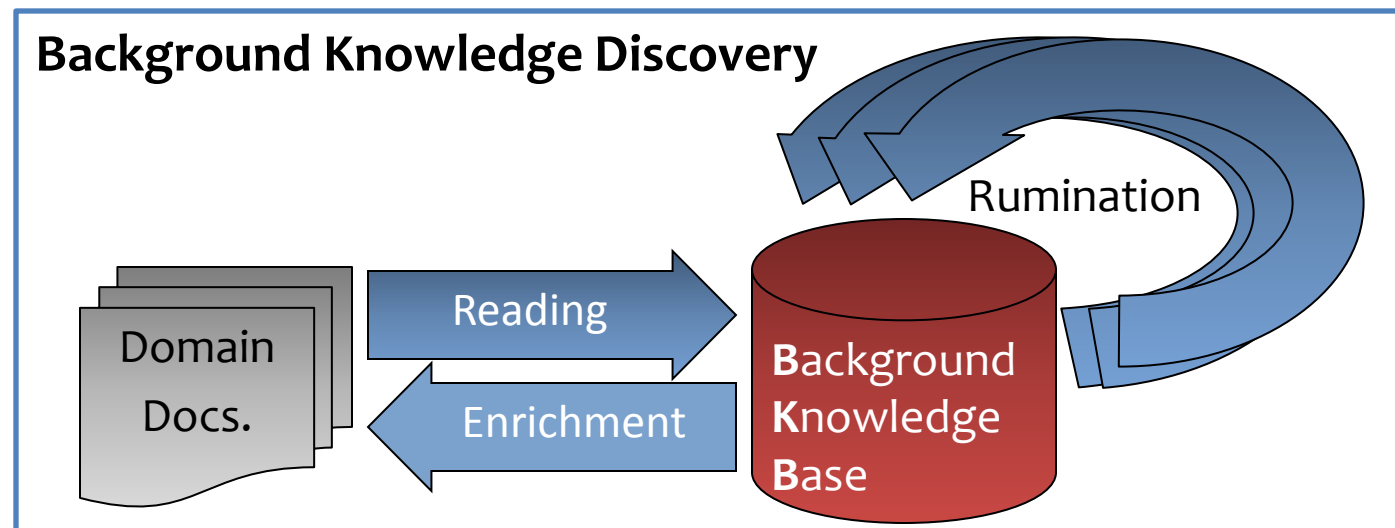 Background Knowledge Discovery
Rumination
Reading
Domain
Docs.
Enrichment
Background
Knowledge
Base